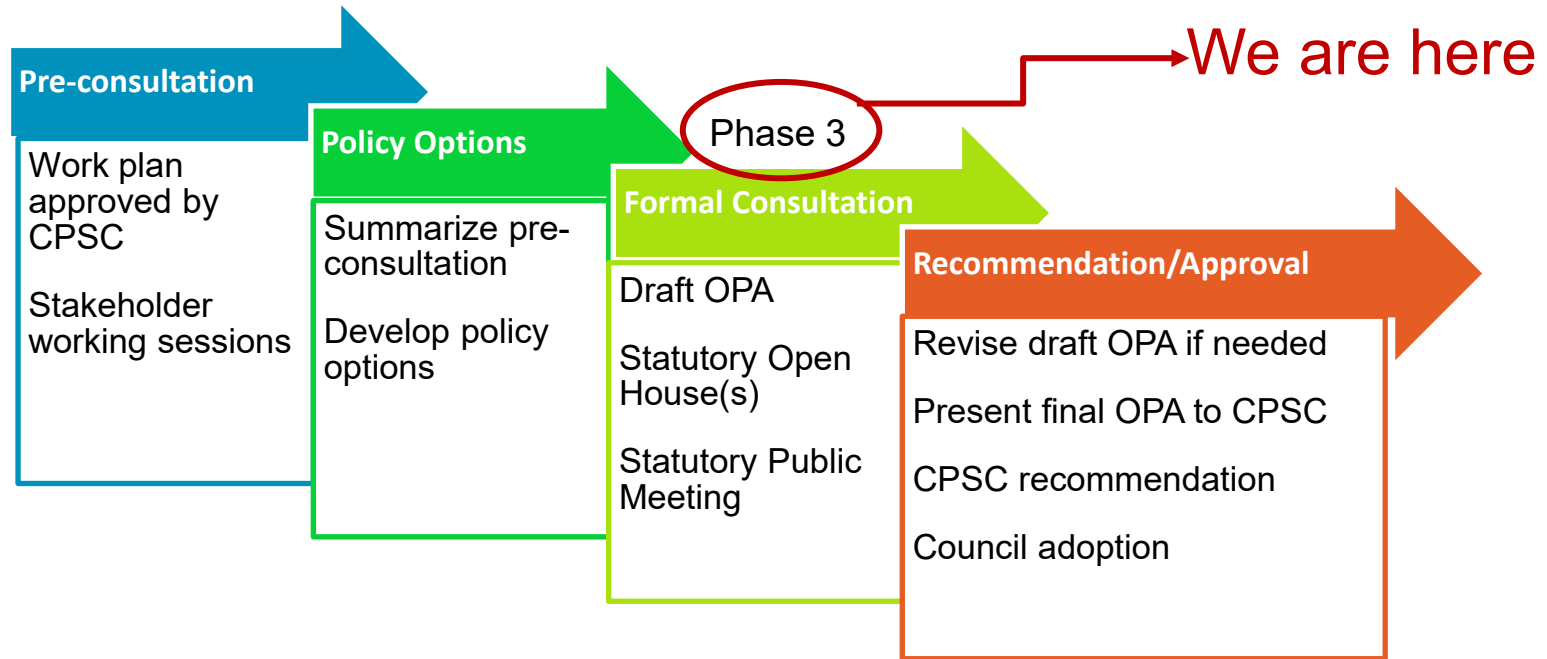 We are here
Pre-consultation
Work plan
approved by
CPSC
Stakeholder
working sessions
Policy Options
Summarize pre-
consultation
Develop policy
options
Phase 3
Formal Consultation
Draft OPA
Statutory Open
House(s)
Statutory Public
Meeting
Recommendation/Approval
Revise draft OPA if needed
Present final OPA to CPSC
CPSC recommendation
Council adoption